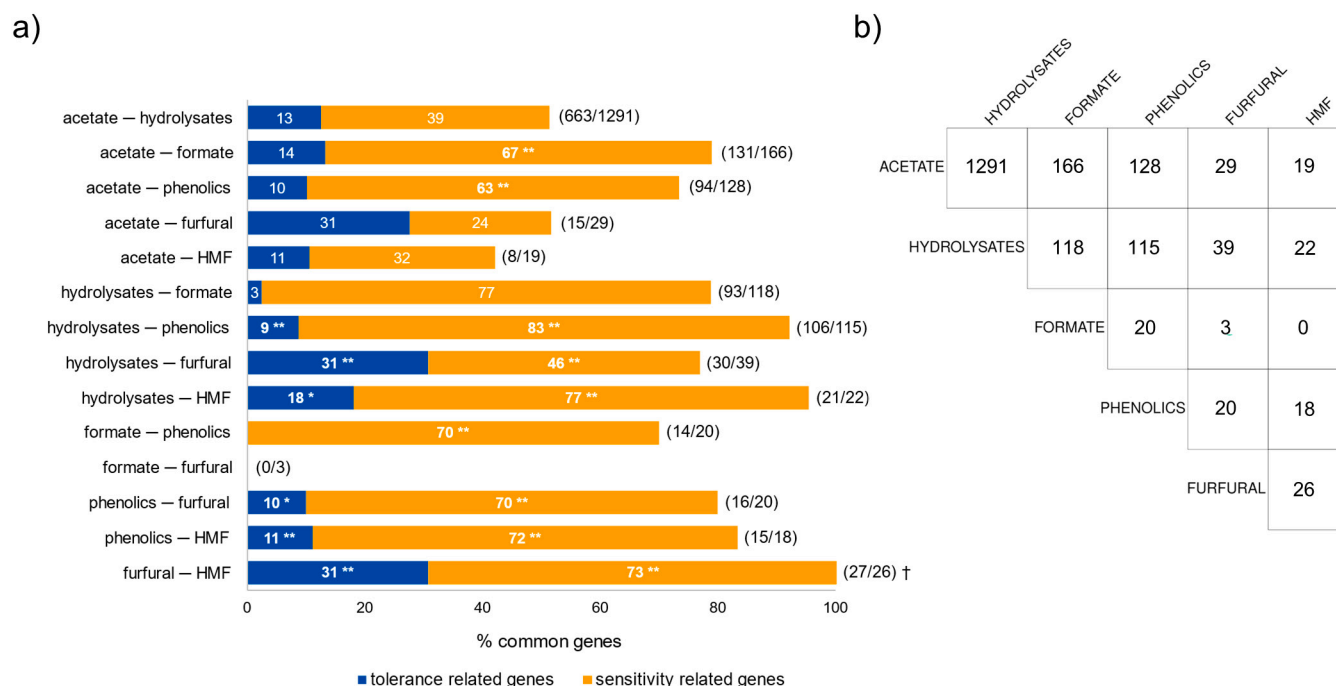 a)
acetate — hydrolysates 13 39 (663/1291)
acetate — formate 14 67 ** (131/166)
acetate — phenolics 10 63 ** (94/128)
acetate — furfural 31 24 (15/29)
acetate — HMF 11 32 (8/19)
hydrolysates — formate 3 77 (93/118)
hydrolysates — phenolics 9 ** 83 ** (106/115)
hydrolysates — furfural 31 ** 46 ** (30/39)
hydrolysates — HMF 18 * 77 ** (21/22)
formate — phenolics 70 ** (14/20)
formate — furfural (0/3)
phenolics — furfural 10 * 70 ** (16/20)
phenolics — HMF 11 ** 72 ** (15/18)
furfural — HMF 31 ** 73 ** (27/26) †
0 20 40 60 80 100
% common genes
tolerance related genes sensitivity related genes
b)
HYDROLYSATES FORMATE PHENOLICS FURFURAL HMF
ACETATE 1291 166 128 29 19
HYDROLYSATES 118 115 39 22
FORMATE 20 3 0
PHENOLICS 20 18
FURFURAL 26